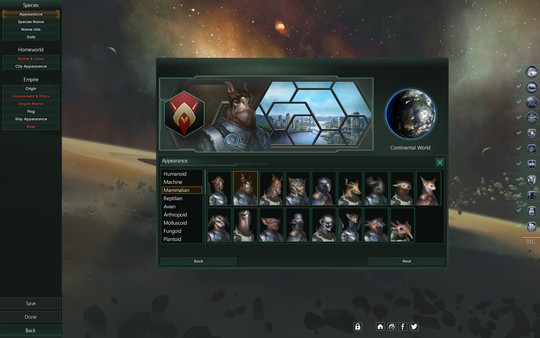 Species
Appearance
Species Name
Name Lists
Traits
Homeworld
Name & Class
City Appearance
Empire
Origin
Government & Ethics
Empire Name
Flag
Ship Appearance
Ruler
Save
Done
Back
Continental World
Appearance
Humanoid
Machine
Mammalian
Reptilian
Avian
Arthropoid
Molluscoid
Fungoid
Plantoid
Back
Next
DLC